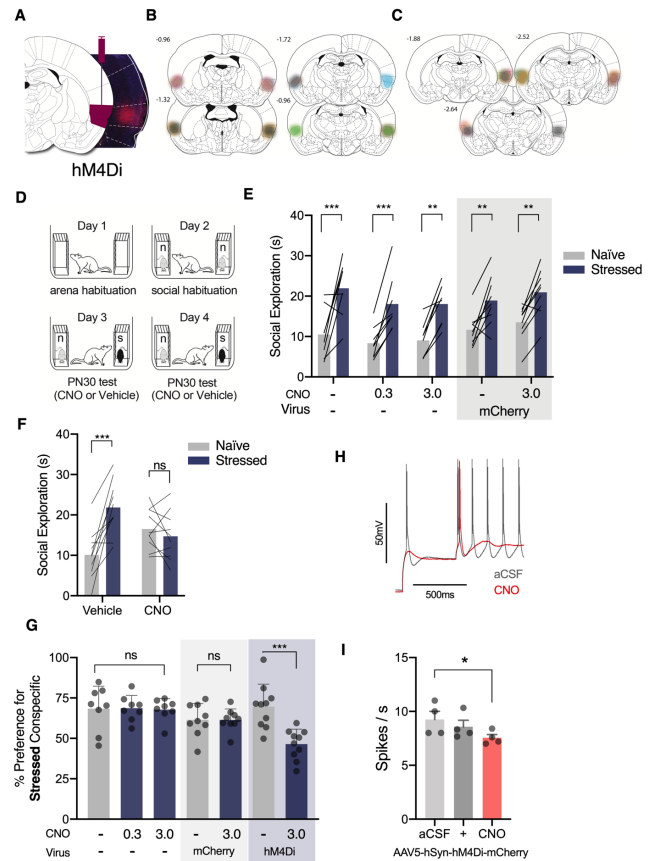 A
hM4Di
B
-0.96
-1.72
-1.32
-0.96
C
-1.88
-2.52
-2.64
D
Day 1
Day 2
n
arena habituation
social habituation
Day 3
Day 4
n
s
n
s
PN30 test
(CNO or Vehicle)
PN30 test
(CNO or Vehicle)
E
Social Exploration (s)
40
30
20
10
0
***
***
**
**
**
Naïve
Stressed
CNO
-
0.3
3.0
-
3.0
Virus
-
-
-
mCherry
F
Social Exploration (s)
40
30
20
10
0
***
ns
Naïve
Stressed
Vehicle
CNO
G
% Preference for
Stressed Conspecific
100
75
50
25
0
ns
ns
***
CNO
-
0.3
3.0
-
3.0
-
3.0
Virus
-
-
-
mCherry
hM4Di
H
50mV
500ms
aCSF
CNO
I
Spikes / s
15
10
5
0
*
aCSF
+
CNO
AAV5-hSyn-hM4Di-mCherry